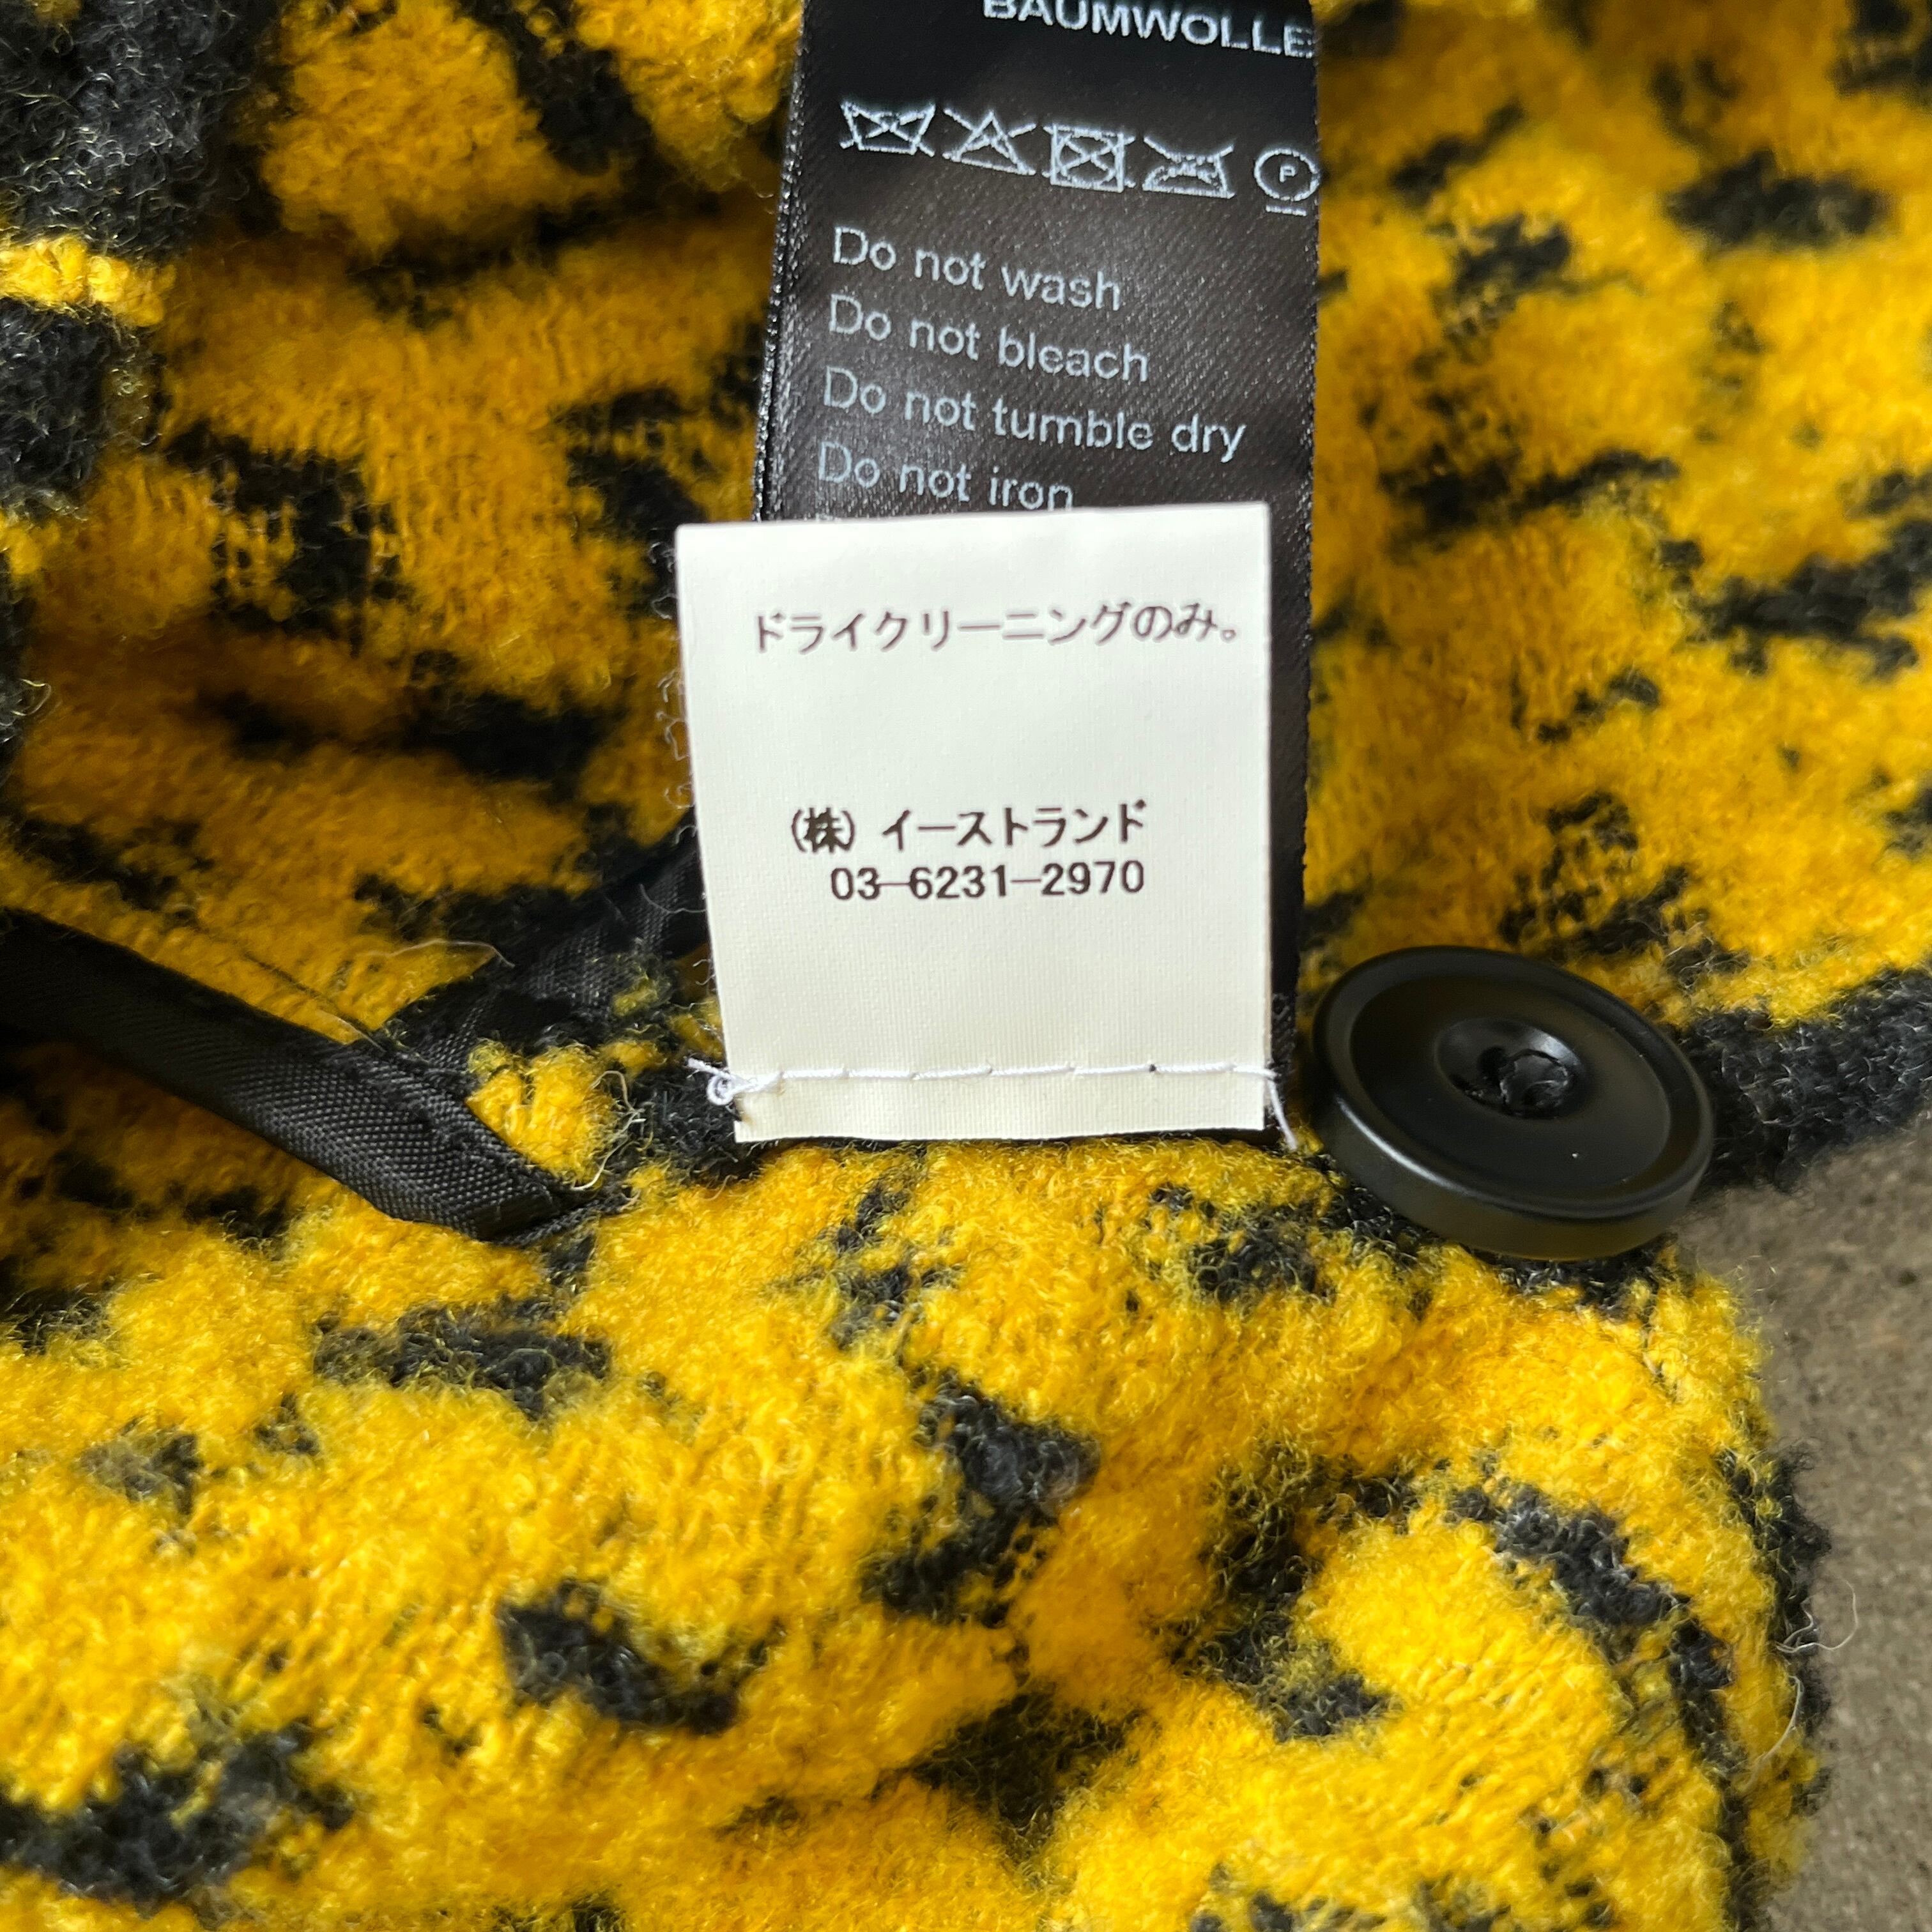 BAUMWOLLE
P
Do not wash
Do not bleach
Do not tumble dry
Do not iron
ドライクリーニングのみ。
(株) イーストランド
03-6231-2970